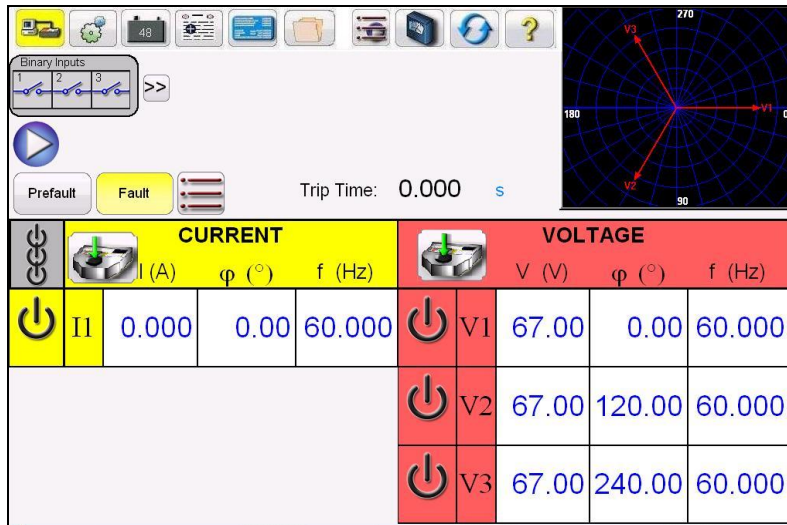 48
?
Binary Inputs
1 2 3
>>
270
V3
180
V1
0
V2
90
Prefault
Fault
Trip Time: 0.000 s
CURRENT
I (A) φ (°) f (Hz)
VOLTAGE
V (V) φ (°) f (Hz)
I1 0.000 0.00 60.000 V1 67.00 0.00 60.000
V2 67.00 120.00 60.000
V3 67.00 240.00 60.000